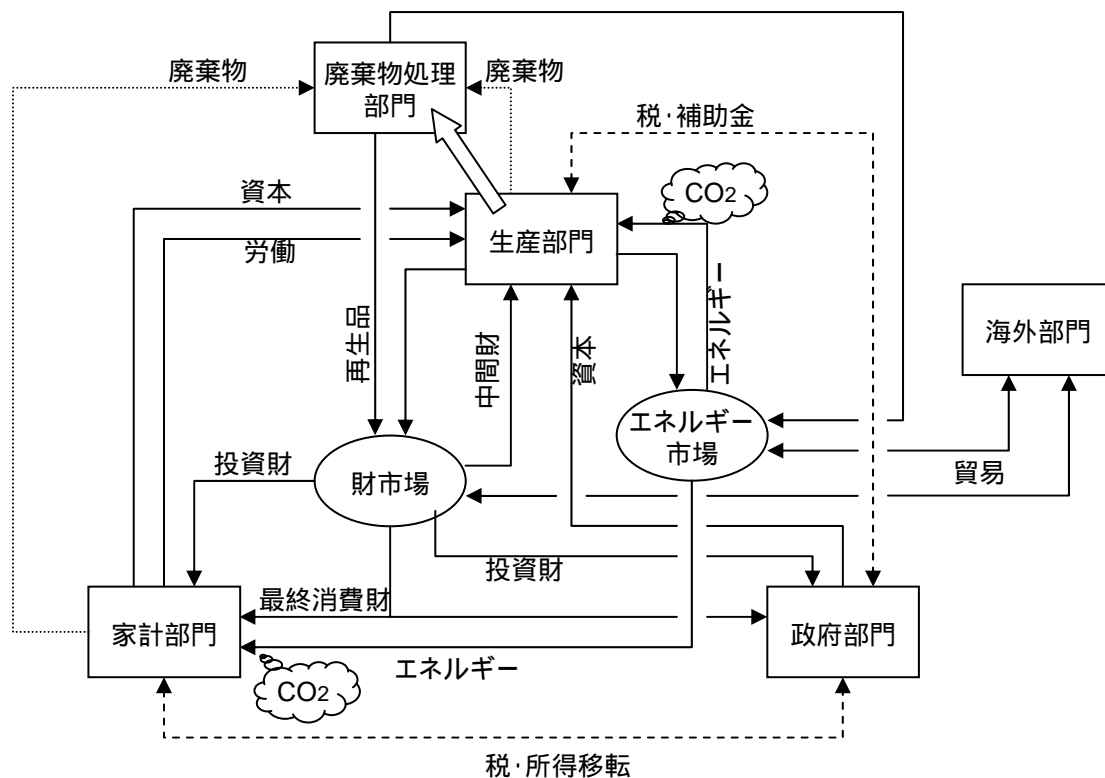 廃棄物
廃棄物処理
部門
廃棄物
税･補助金
資本
CO2
労働
生産部門
再生品
中間財
資本
エネルギー
海外部門
エネルギー
市場
投資財
財市場
貿易
投資財
最終消費財
家計部門
政府部門
エネルギー
CO2
税･所得移転